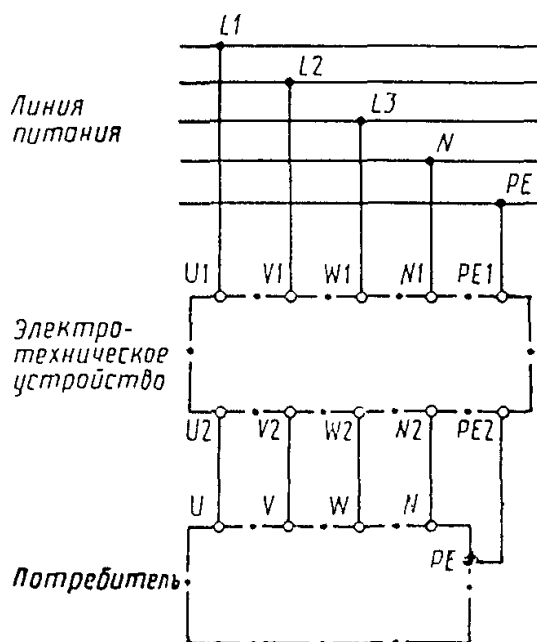 L1
L2
Линия
питания
L3
N
PE
U1 V1 W1 N1 PE1
Электро-
техническое
устройство
U2 V2 W2 N2 PE2
U V W N
PE
Потребитель